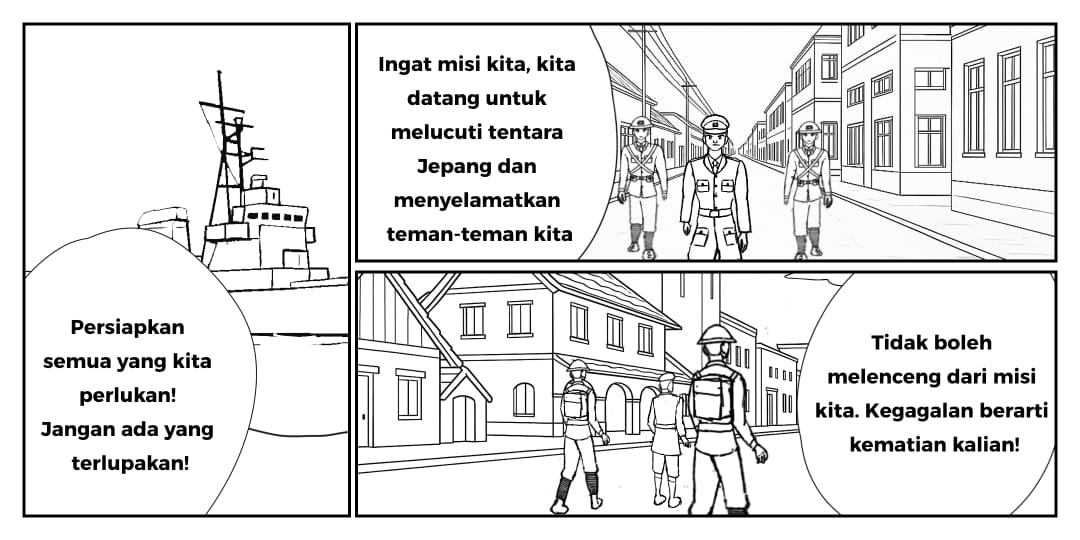 Persiapkan
semua yang kita
perlukan!
Jangan ada yang
terlupakan!
Ingat misi kita, kita
datang untuk
melucuti tentara
Jepang dan
menyelamatkan
teman-teman kita
Tidak boleh
melenceng dari misi
kita. Kegagalan berarti
kematian kalian!